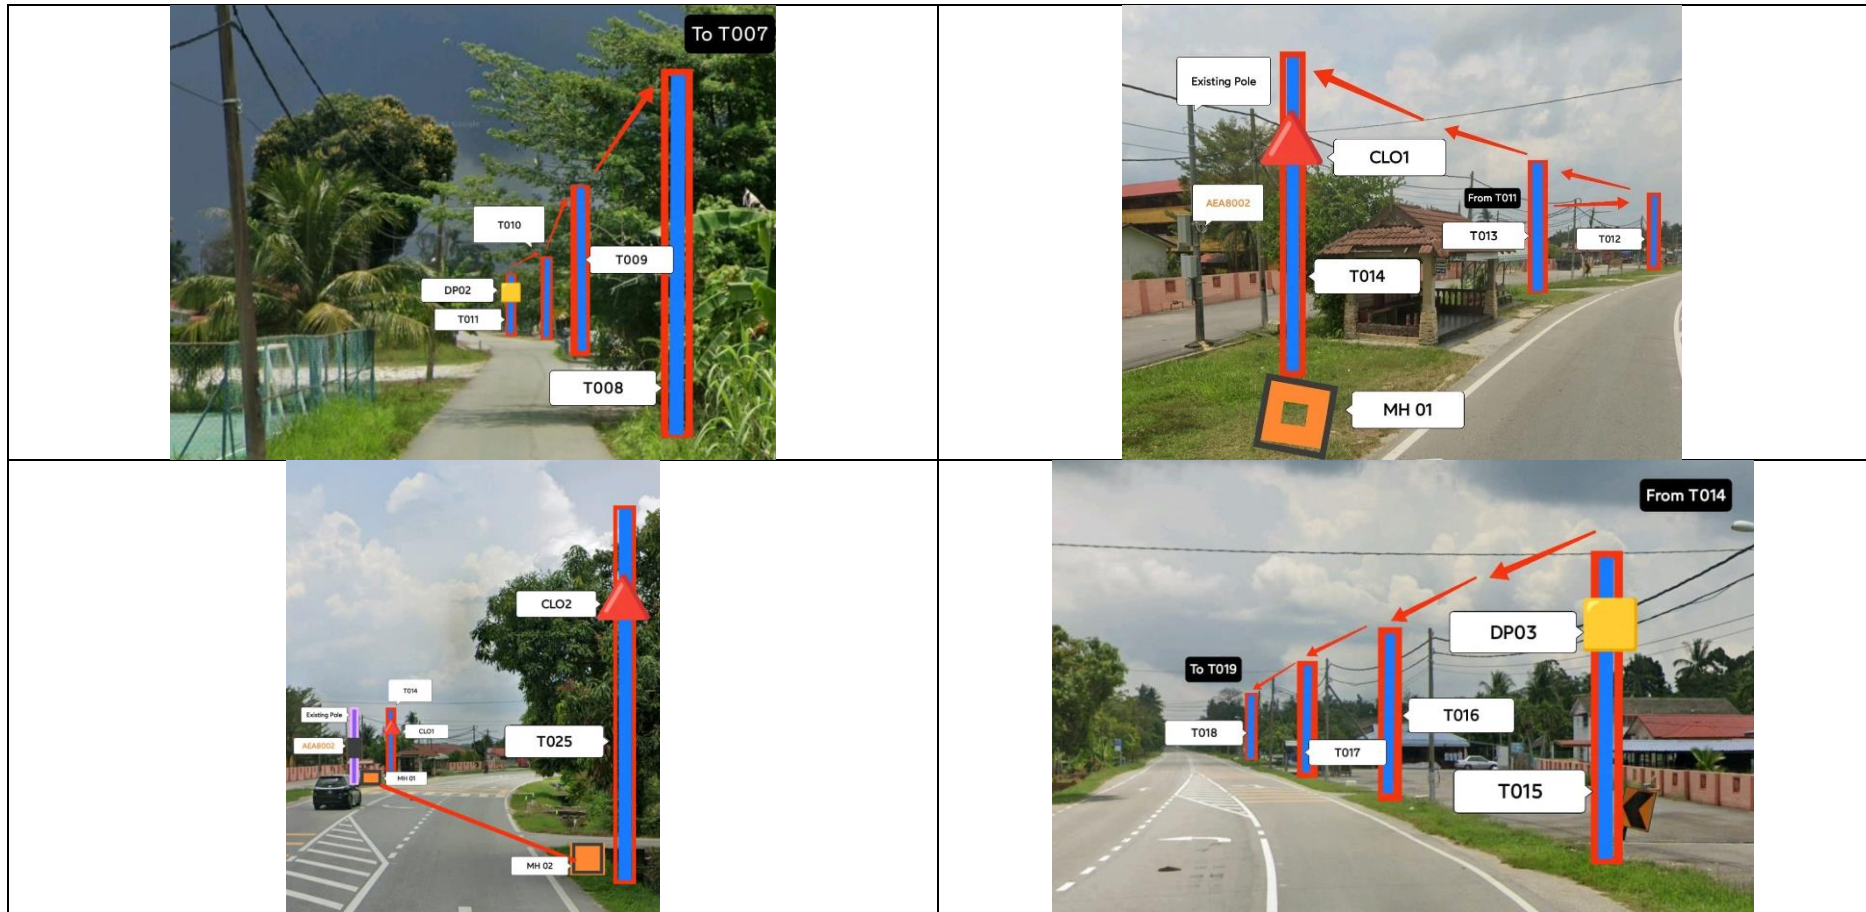 To T007
T010
T009
DP02
T011
T008
Existing Pole
CLO1
AEA8002
From T011
T013
T012
T014
MH 01
CLO2
T014
Existing Pole
CLO1
AEA8002
T025
MH 01
MH 02
From T014
DP03
To T019
T016
T018
T017
T015